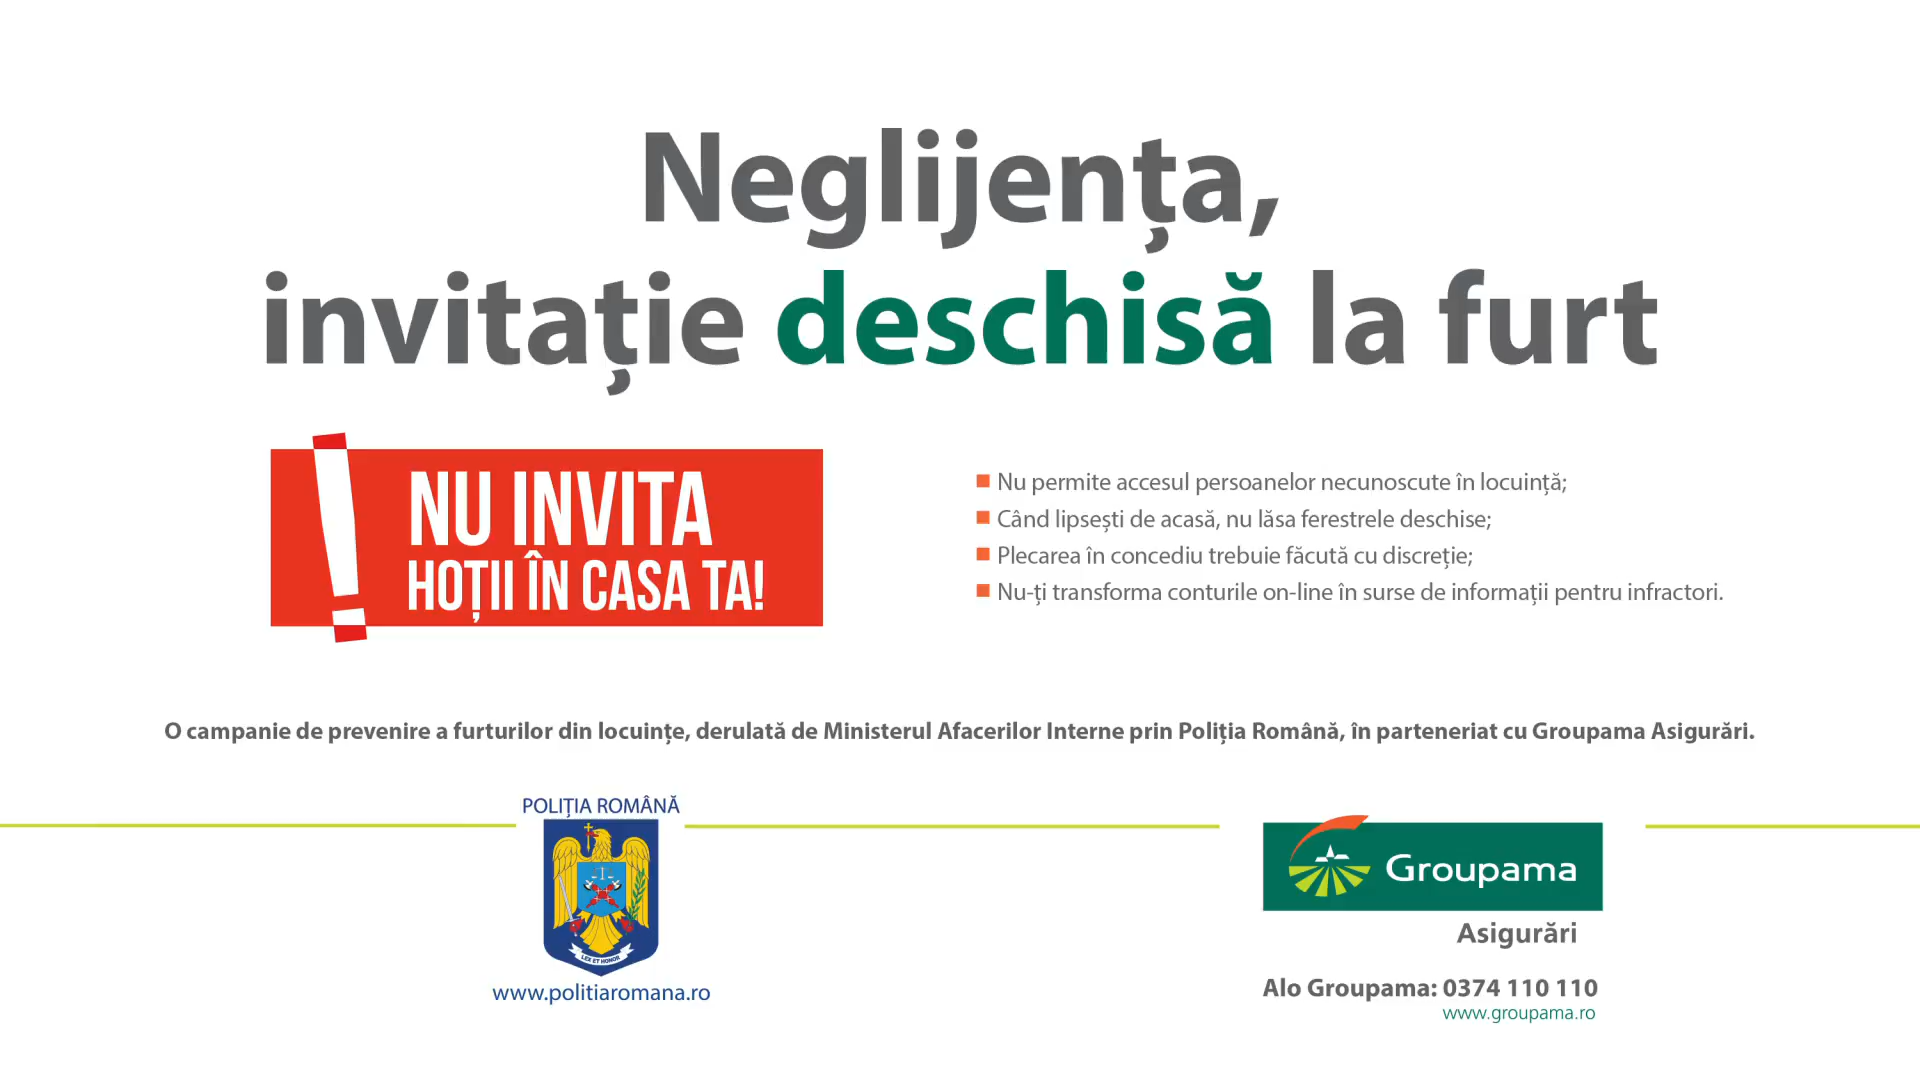 Neglijența,
invitație deschisă la furt
NU INVITA
HOȚII ÎN CASA TA!
Nu permite accesul persoanelor necunoscute în locuință;
Când lipsești de acasă, nu lăsa ferestrele deschise;
Plecarea în concediu trebuie făcută cu discreție;
Nu-ți transforma conturile on-line în surse de informații pentru infractori.
O campanie de prevenire a furturilor din locuințe, derulată de Ministerul Afacerilor Interne prin Poliția Română, în parteneriat cu Groupama Asigurări.
POLIȚIA ROMÂNĂ
LEX ET HONOR
www.politiaromana.ro
Groupama
Asigurări
Alo Groupama: 0374 110 110
www.groupama.ro